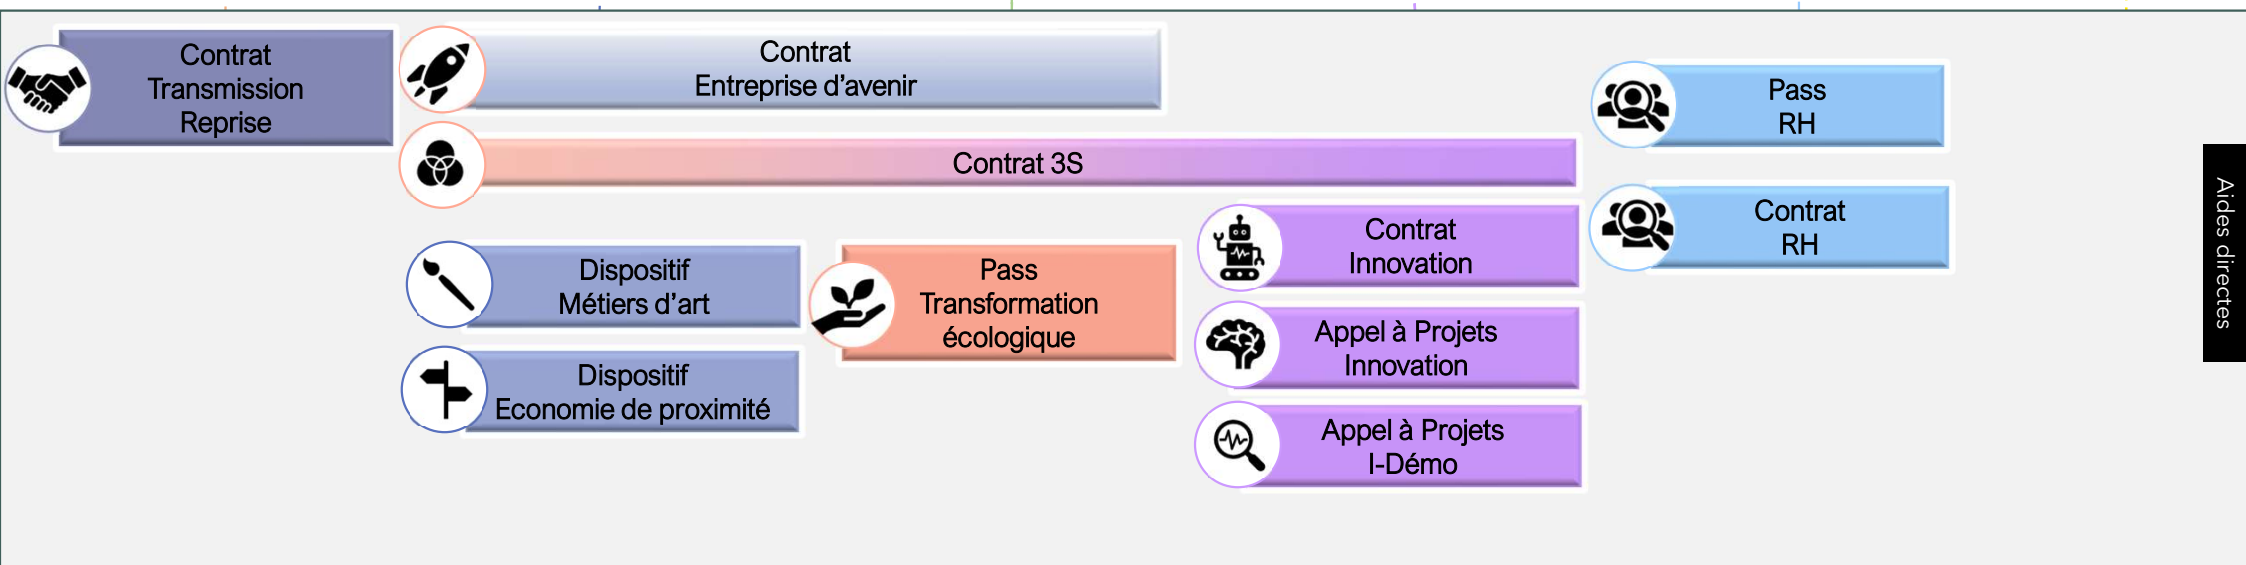 Contrat
Transmission
Reprise
Contrat
Entreprise d'avenir
Contrat 3S
Dispositif
Métiers d'art
Dispositif
Economie de proximité
Pass
Transformation
écologique
Contrat
Innovation
Appel à Projets
Innovation
Appel à Projets
I-Démo
Pass
RH
Contrat
RH
Aides directes